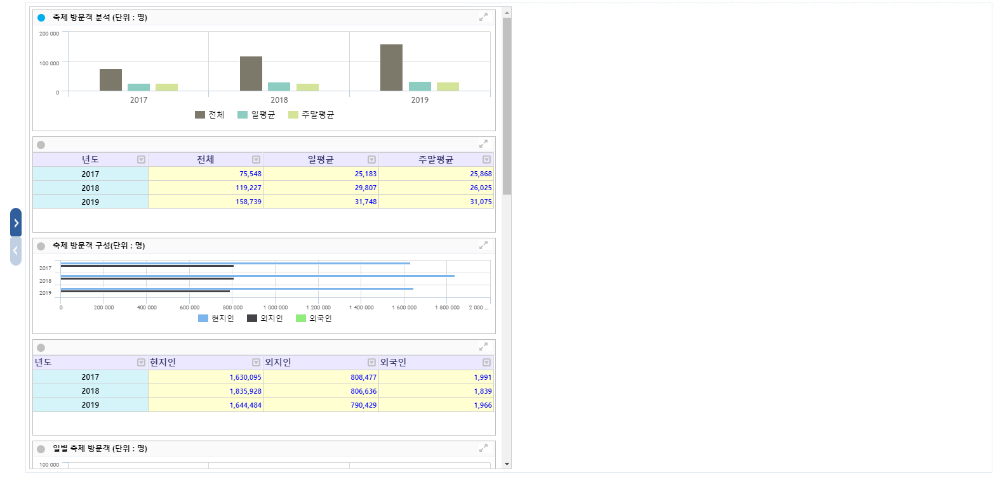 축제 방문객 분석 (단위 : 명)
200 000
100 000
0
2017 2018 2019
전체 일평균 주말평균
년도 전체 일평균 주말평균
2017 75,548 25,183 25,868
2018 119,227 29,807 26,025
2019 158,739 31,748 31,075
축제 방문객 구성(단위 : 명)
2017
2018
2019
0 200 000 400 000 600 000 800 000 1 000 000 1 200 000 1 400 000 1 600 000 1 800 000 2 000 ...
현지인 외지인 외국인
년도 현지인 외지인 외국인
2017 1,630,095 808,477 1,991
2018 1,835,928 806,636 1,839
2019 1,644,484 790,429 1,966
일별 축제 방문객 (단위 : 명)
100 000